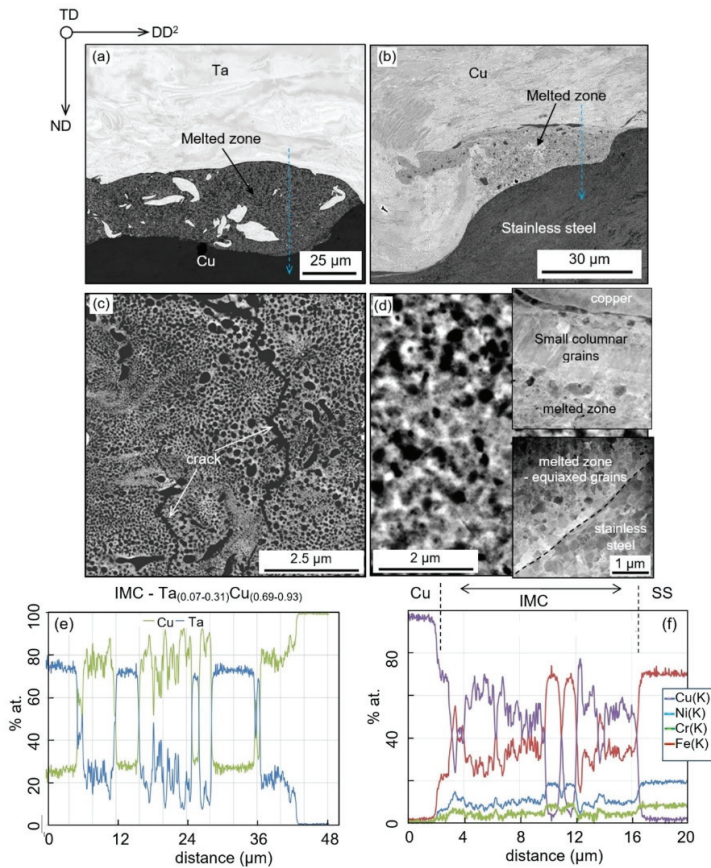 TD
DD²
ND
(a)
Ta
Melted zone
Cu
25 µm
(b)
Cu
Melted zone
Stainless steel
30 µm
(c)
crack
2.5 µm
(d)
2 µm
copper
Small columnar
grains
melted zone
melted zone
- equiaxed grains
stainless
steel
1 µm
IMC - Ta(0.07-0.31)Cu(0.69-0.93)
(e)
Cu Ta
% at.
100
80
60
40
20
0
0 12 24 36 48
distance (µm)
Cu IMC SS
(f)
% at.
80
40
0
Cu(K)
Ni(K)
Cr(K)
Fe(K)
0 4 8 12 16 20
distance (µm)